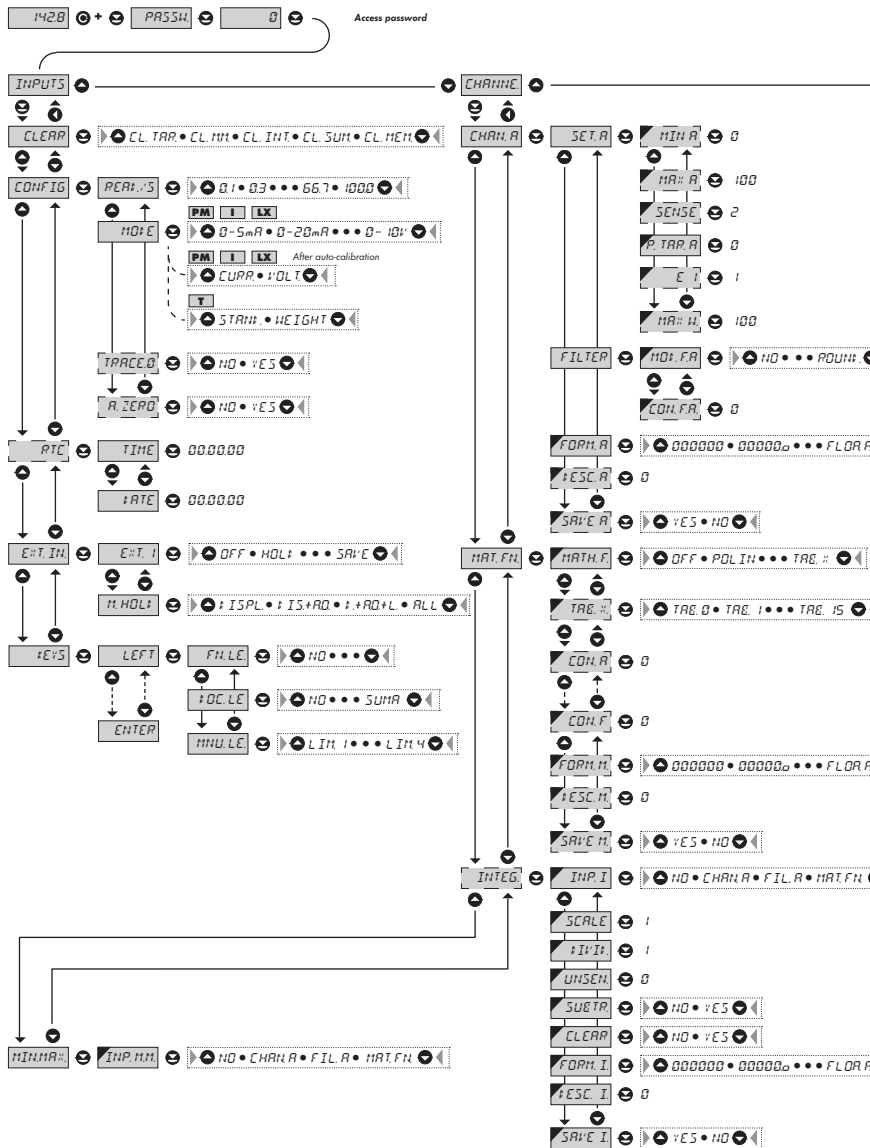 142.8 + PASSW. 0 Access password
INPUTS CHANNE.
CLEAR CL. TAR. • CL. MM. • CL. INT. • CL. SUM. • CL. MEM. CHAN. A SET. A MIN A 0
CONFIG READ./S 0.1 • 0.3 • • • 66.7 • 100.0 MAX A 100
PM I LX
MODE 0-5mA • 0-20mA • • • 0-10V SENSE 2
PM I LX After auto-calibration P. TAR. A 0
CURR. • VOLT. E 1 1
T
STAND. • WEIGHT MAX W. 100
TRACE.0 NO • YES FILTER MOD. F.A NO • • • ROUND.
A. ZERO NO • YES CON. F.A. 0
RTC TIME 00.00.00 FORM. A 000000 • 00000.0 • • • FLOA.P
DATE 00.00.00 DESC. A 0
SAVE A YES • NO
EXT. IN. EXT. 1 OFF • HOLD • • • SAVE MAT. FN. MATH. F. OFF • POLIN • • • TAB. X
M. HOLD DISPL. • DIS.+AO. • D.+AO+L. • ALL TAB. X. TAB. 0 • TAB. 1 • • • TAB. 15
KEYS LEFT FN. LE. NO • • • CON. A 0
LOC. LE NO • • • SUMA CON. F 0
ENTER MNU. LE. LIM. 1 • • • LIM. 4 FORM. M. 000000 • 00000.0 • • • FLOA.P
DESC. M. 0
SAVE M. YES • NO
INTEG. INP. I NO • CHAN. A • FIL. A • MAT. FN.
SCALE 1
DIVID. 1
UNSEN. 0
SUBTR. NO • YES
CLEAR NO • YES
MIN.MAX. INP. M.M. NO • CHAN. A • FIL. A • MAT. FN. FORM. I. 000000 • 00000.0 • • • FLOA.P
DESC. I. 0
SAVE I. YES • NO